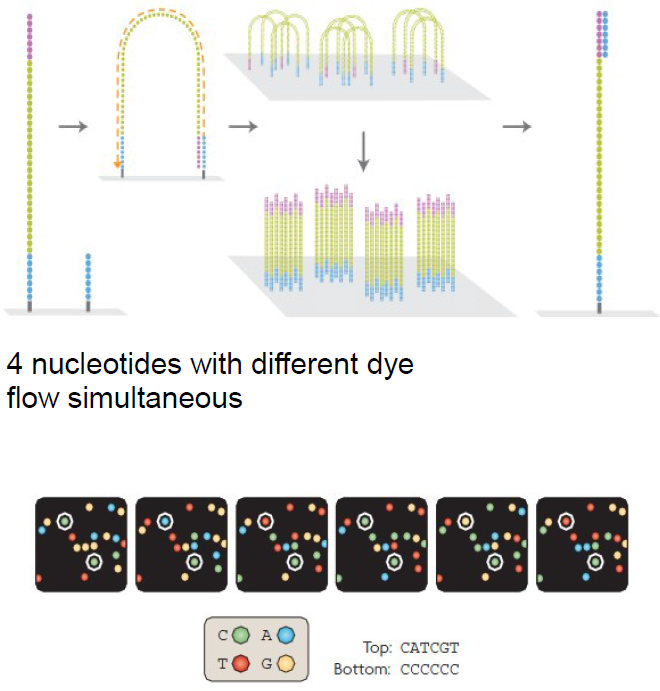 4 nucleotides with different dye
flow simultaneous
C A
T G
Top: CATCGT
Bottom: CCCCCC